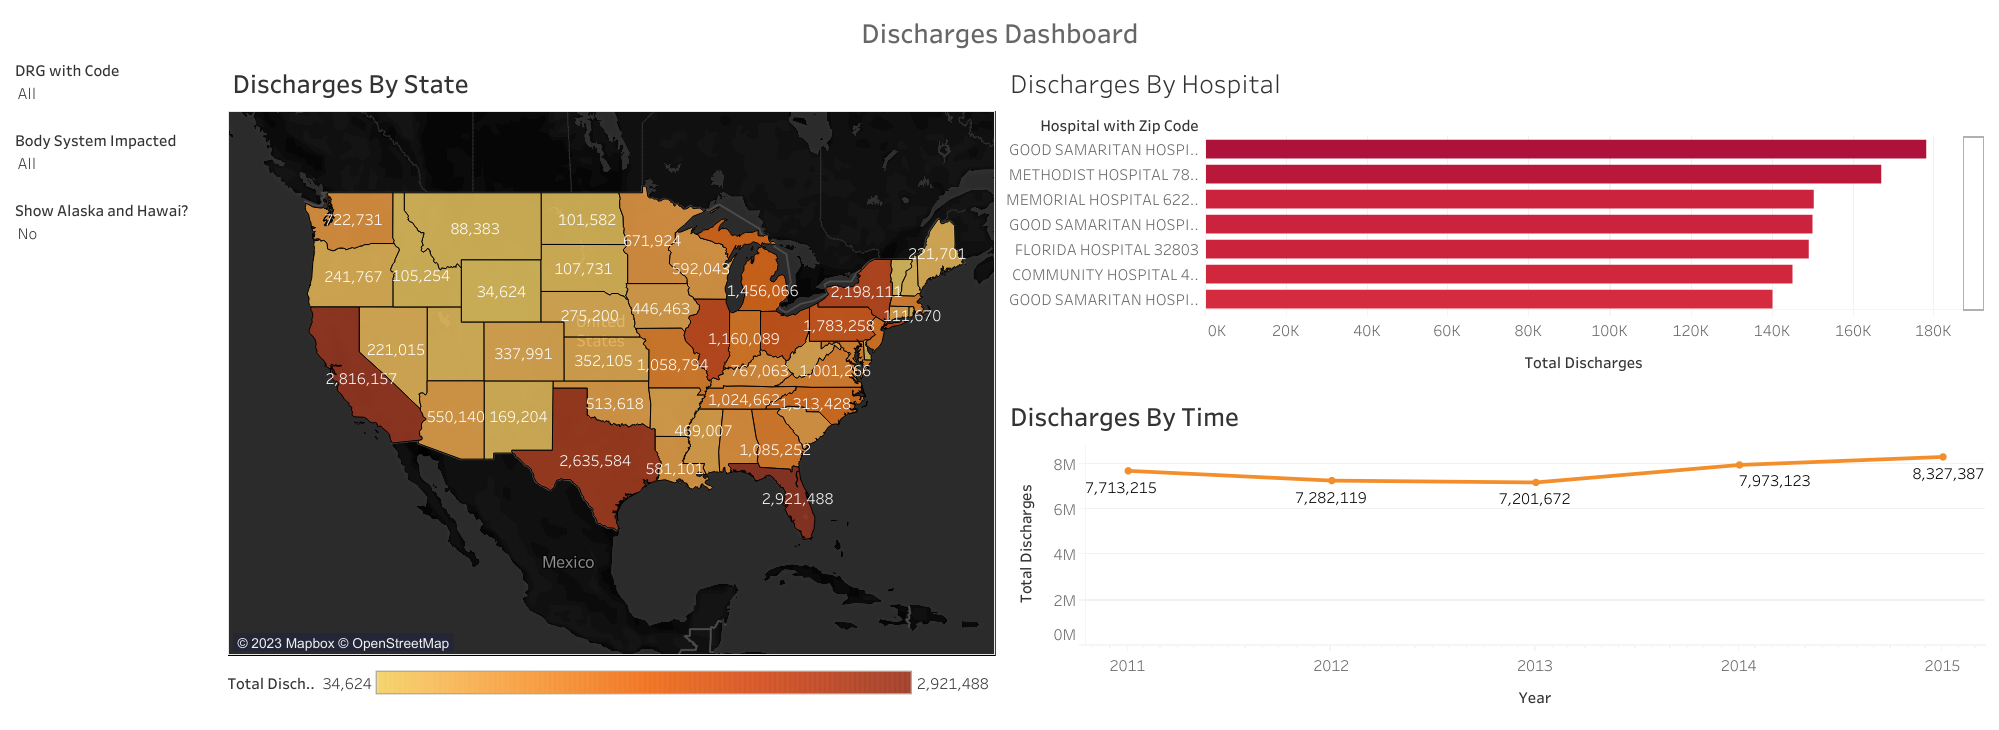 Discharges Dashboard
DRG with Code
All
Body System Impacted
All
Show Alaska and Hawai?
No
Discharges By State
722,731
88,383
101,582
671,924
221,701
241,767
105,254
107,731
592,043
34,624
1,456,066
2,198,111
275,200
446,463
111,670
United
States
1,783,258
221,015
337,991
352,105
1,160,089
1,058,794
767,063
1,001,266
2,816,157
550,140
169,204
513,618
1,024,662
1,313,428
469,007
1,085,252
2,635,584
581,101
2,921,488
Mexico
© 2023 Mapbox © OpenStreetMap
Total Disch.. 34,624 2,921,488
Discharges By Hospital
Hospital with Zip Code
GOOD SAMARITAN HOSPI..
METHODIST HOSPITAL 78..
MEMORIAL HOSPITAL 622..
GOOD SAMARITAN HOSPI..
FLORIDA HOSPITAL 32803
COMMUNITY HOSPITAL 4..
GOOD SAMARITAN HOSPI..
0K 20K 40K 60K 80K 100K 120K 140K 160K 180K
Total Discharges
Discharges By Time
Total Discharges
8M
6M
4M
2M
0M
7,713,215
7,282,119
7,201,672
7,973,123
8,327,387
2011 2012 2013 2014 2015
Year